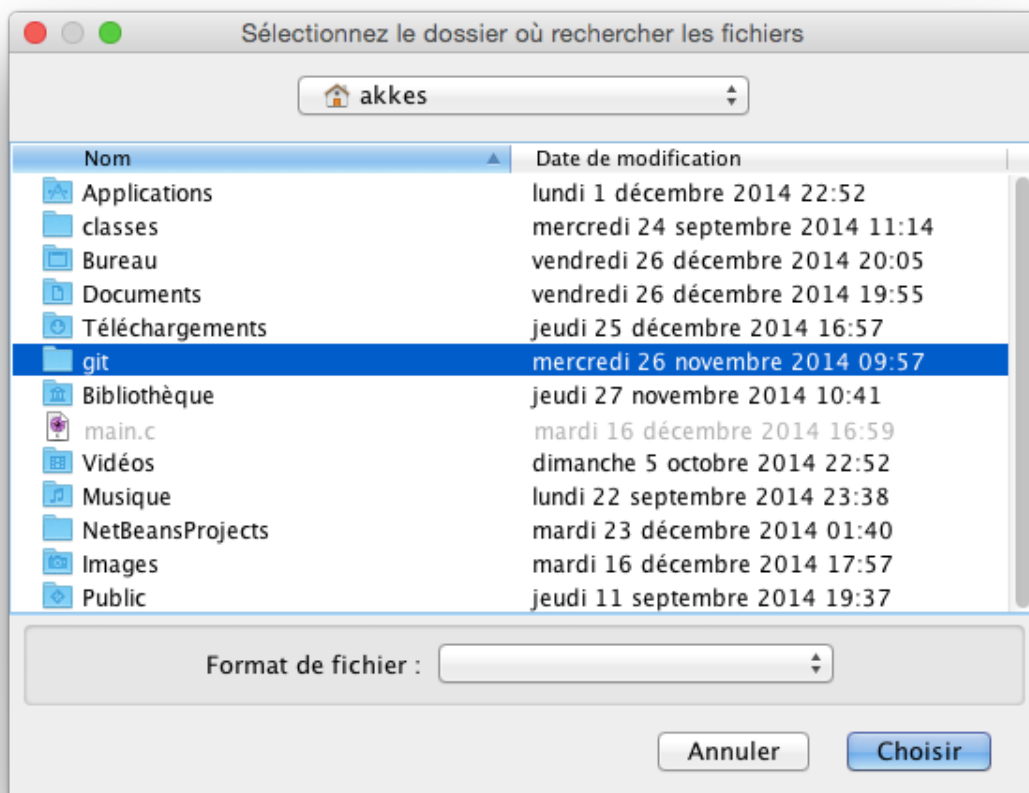 Sélectionnez le dossier où rechercher les fichiers
akkes
Nom Date de modification
Applications lundi 1 décembre 2014 22:52
classes mercredi 24 septembre 2014 11:14
Bureau vendredi 26 décembre 2014 20:05
Documents vendredi 26 décembre 2014 19:55
Téléchargements jeudi 25 décembre 2014 16:57
git mercredi 26 novembre 2014 09:57
Bibliothèque jeudi 27 novembre 2014 10:41
main.c mardi 16 décembre 2014 16:59
Vidéos dimanche 5 octobre 2014 22:52
Musique lundi 22 septembre 2014 23:38
NetBeansProjects mardi 23 décembre 2014 01:40
Images mardi 16 décembre 2014 17:57
Public jeudi 11 septembre 2014 19:37
Format de fichier :
Annuler Choisir